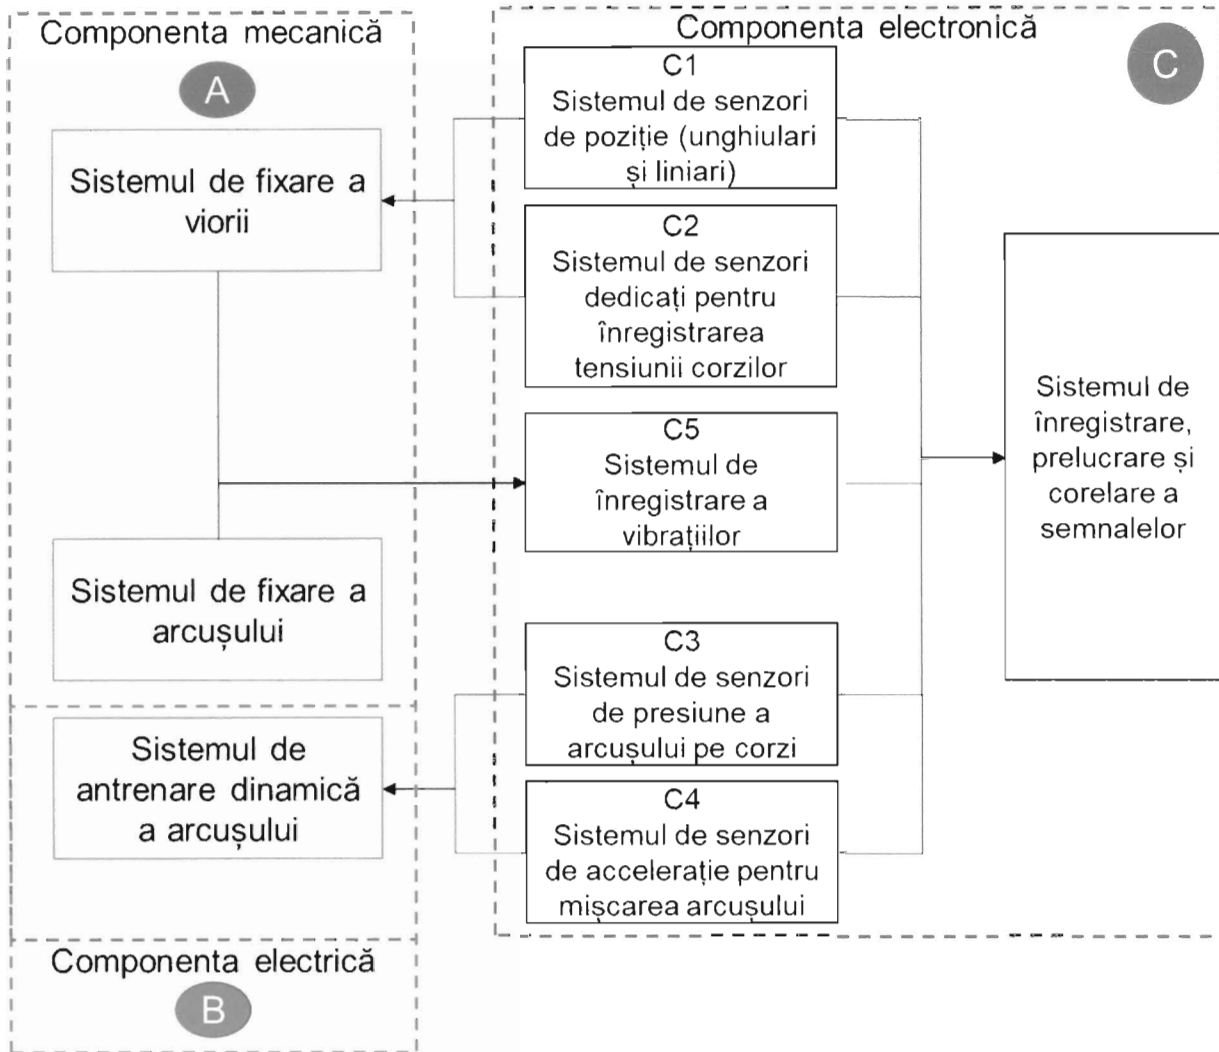 Componenta mecanică
A
Sistemul de fixare a
viorii
Sistemul de fixare a
arcușului
Sistemul de
antrenare dinamică
a arcușului
Componenta electrică
B
Componenta electronică
C
C1
Sistemul de senzori
de poziție (unghiulari
și liniari)
C2
Sistemul de senzori
dedicați pentru
înregistrarea
tensiunii corzilor
C5
Sistemul de
înregistrare a
vibrațiilor
C3
Sistemul de senzori
de presiune a
arcușului pe corzi
C4
Sistemul de senzori
de accelerație pentru
mișcarea arcușului
Sistemul de
înregistrare,
prelucrare și
corelare a
semnalelor